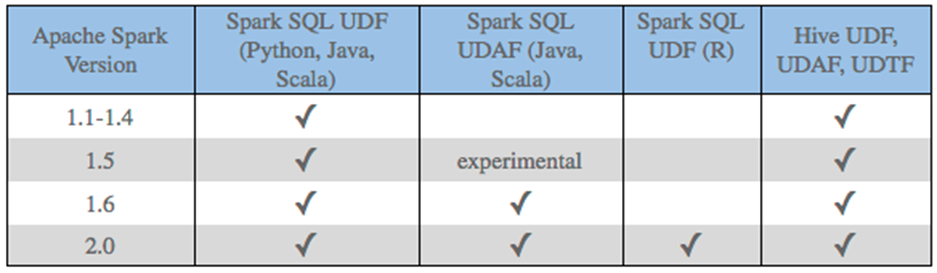 Apache Spark
Version
Spark SQL UDF
(Python, Java,
Scala)
Spark SQL
UDAF (Java,
Scala)
Spark SQL
UDF (R)
Hive UDF,
UDAF, UDTF
1.1-1.4 ✓ ✓
1.5 ✓ experimental ✓
1.6 ✓ ✓ ✓
2.0 ✓ ✓ ✓ ✓